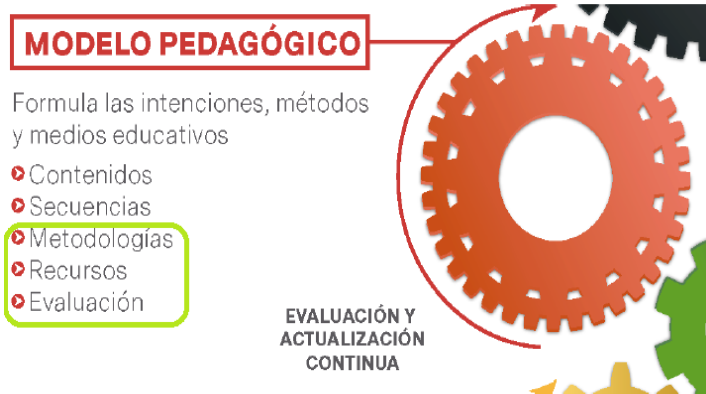 MODELO PEDAGÓGICO
Formula las intenciones, métodos
y medios educativos
Contenidos
Secuencias
Metodologías
Recursos
Evaluación
EVALUACIÓN Y
ACTUALIZACIÓN
CONTINUA